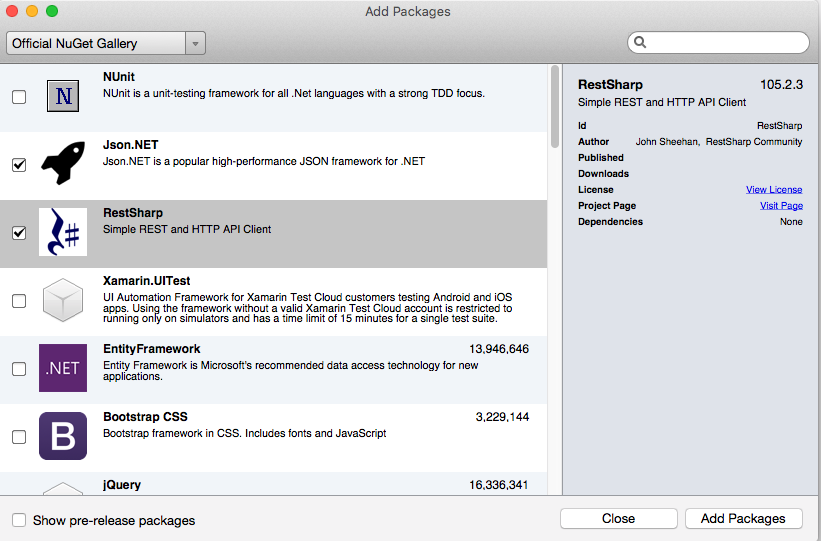 Add Packages
Official NuGet Gallery
NUnit
N
NUnit is a unit-testing framework for all .Net languages with a strong TDD focus.
Json.NET
Json.NET is a popular high-performance JSON framework for .NET
RestSharp
Simple REST and HTTP API Client
Xamarin.UITest
UI Automation Framework for Xamarin Test Cloud customers testing Android and iOS
apps. Using the framework without a valid Xamarin Test Cloud account is restricted to
running only on simulators and has a time limit of 15 minutes for a single test suite.
EntityFramework 13,946,646
.NET
Entity Framework is Microsoft's recommended data access technology for new
applications.
Bootstrap CSS 3,229,144
B
Bootstrap framework in CSS. Includes fonts and JavaScript
jQuery 16,336,341
RestSharp 105.2.3
Simple REST and HTTP API Client
Id RestSharp
Author John Sheehan, RestSharp Community
Published
Downloads
License View License
Project Page Visit Page
Dependencies None
Show pre-release packages
Close
Add Packages